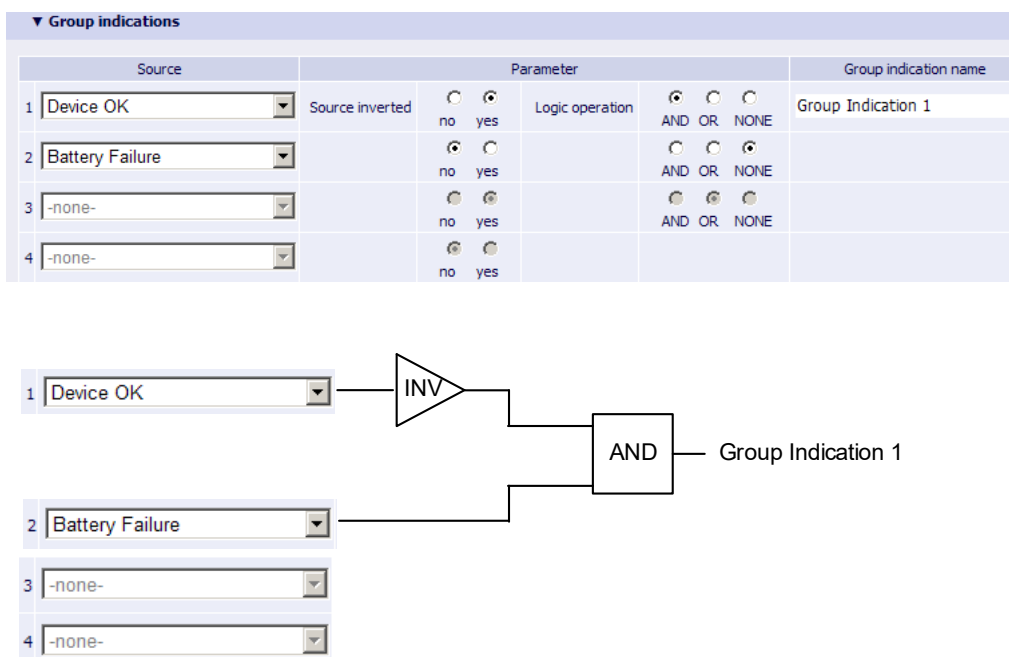 ▼ Group indications
Source Parameter Group indication name
1 Device OK Source inverted no yes Logic operation AND OR NONE Group Indication 1
2 Battery Failure no yes AND OR NONE
3 -none- no yes AND OR NONE
4 -none- no yes
1 Device OK INV
AND Group Indication 1
2 Battery Failure
3 -none-
4 -none-